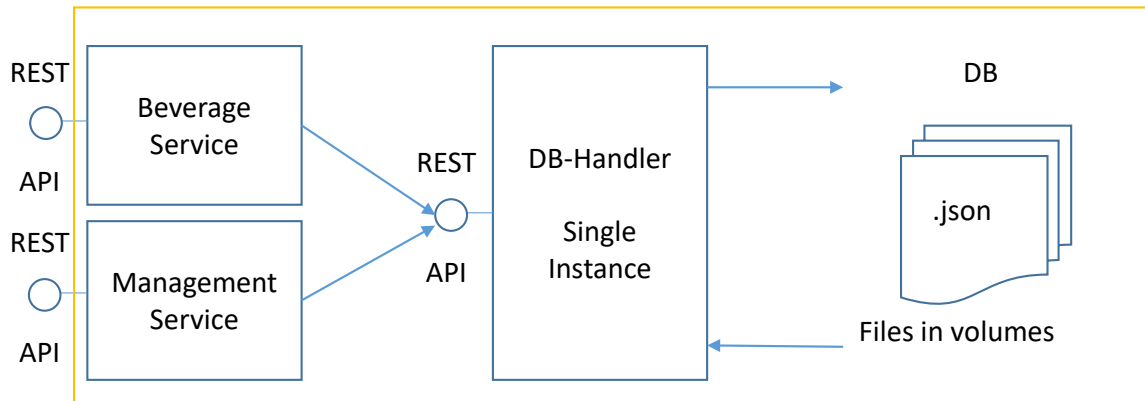 REST
API
Beverage
Service
REST
API
Management
Service
REST
API
DB-Handler
Single
Instance
DB
.json
Files in volumes